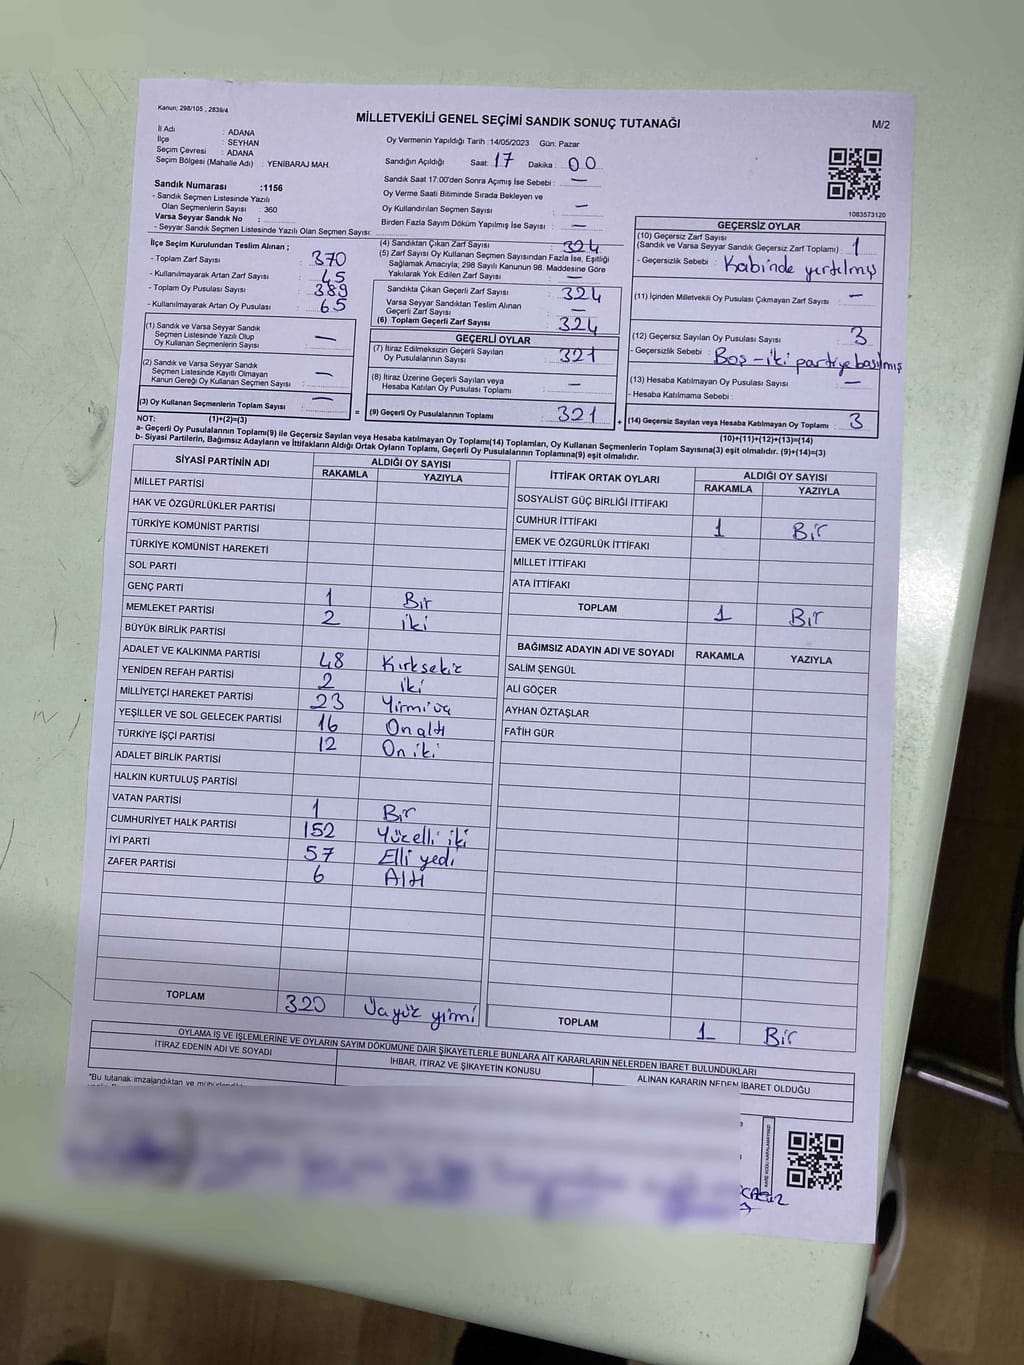 Kanun; 298/105 , 2839/4
MİLLETVEKİLİ GENEL SEÇİMİ SANDIK SONUÇ TUTANAĞI
M/2
İl Adı : ADANA
İlçe : SEYHAN
Seçim Çevresi : ADANA
Seçim Bölgesi (Mahalle Adı) : YENİBARAJ MAH.
Oy Vermenin Yapıldığı Tarih :14/05/2023 Gün: Pazar
Sandığın Açıldığı Saat: 17 Dakika : 00
Sandık Saat 17:00'den Sonra Açılmış İse Sebebi : —
Oy Verme Saati Bitiminde Sırada Bekleyen ve
Oy Kullandırılan Seçmen Sayısı : —
Birden Fazla Sayım Döküm Yapılmış İse Sayısı : —
Sandık Numarası :1156
- Sandık Seçmen Listesinde Yazılı
Olan Seçmenlerin Sayısı : 360
Varsa Seyyar Sandık No :
- Seyyar Sandık Seçmen Listesinde Yazılı Olan Seçmen Sayısı:
1083573120
İlçe Seçim Kurulundan Teslim Alınan ;
- Toplam Zarf Sayısı : 370
- Kullanılmayarak Artan Zarf Sayısı : 45
- Toplam Oy Pusulası Sayısı : 389
- Kullanılmayarak Artan Oy Pusulası : 65
(1) Sandık ve Varsa Seyyar Sandık
Seçmen Listesinde Yazılı Olup
Oy Kullanan Seçmenlerin Sayısı : —
(2) Sandık ve Varsa Seyyar Sandık
Seçmen Listesinde Kayıtlı Olmayan
Kanun Gereği Oy Kullanan Seçmen Sayısı : —
(3) Oy Kullanan Seçmenlerin Toplam Sayısı : —
(1)+(2)=(3)
(4) Sandıktan Çıkan Zarf Sayısı : 324
(5) Zarf Sayısı Oy Kullanan Seçmen Sayısından Fazla İse, Eşitliği
Sağlamak Amacıyla; 298 Sayılı Kanunun 98. Maddesine Göre
Yakılarak Yok Edilen Zarf Sayısı : —
Sandıkta Çıkan Geçerli Zarf Sayısı : 324
Varsa Seyyar Sandıktan Teslim Alınan
Geçerli Zarf Sayısı : —
(6) Toplam Geçerli Zarf Sayısı : 324
GEÇERLİ OYLAR
(7) İtiraz Edilmeksizin Geçerli Sayılan
Oy Pusulalarının Sayısı : 321
(8) İtiraz Üzerine Geçerli Sayılan veya
Hesaba Katılan Oy Pusulası Toplamı : —
= (9) Geçerli Oy Pusulalarının Toplamı : 321
GEÇERSİZ OYLAR
(10) Geçersiz Zarf Sayısı
(Sandık ve Varsa Seyyar Sandık Geçersiz Zarf Toplamı) : 1
- Geçersizlik Sebebi : Kabinde yırtılmış
(11) İçinden Milletvekili Oy Pusulası Çıkmayan Zarf Sayısı : —
(12) Geçersiz Sayılan Oy Pusulası Sayısı : 3
- Geçersizlik Sebebi : Boş - iki partiye basılmış
(13) Hesaba Katılmayan Oy Pusulası Sayısı : —
- Hesaba Katılmama Sebebi :
+ (14) Geçersiz Sayılan veya Hesaba Katılmayan Oy Toplamı : 3
(10)+(11)+(12)+(13)=(14)
NOT:
a- Geçerli Oy Pusulalarının Toplamı(9) ile Geçersiz Sayılan veya Hesaba katılmayan Oy Toplamı(14) Toplamları, Oy Kullanan Seçmenlerin Toplam Sayısına(3) eşit olmalıdır. (9)+(14)=(3)
b- Siyasi Partilerin, Bağımsız Adayların ve İttifakların Aldığı Ortak Oyların Toplamı, Geçerli Oy Pusulalarının Toplamına(9) eşit olmalıdır.
SİYASİ PARTİNİN ADI ALDIĞI OY SAYISI
RAKAMLA YAZIYLA
MİLLET PARTİSİ
HAK VE ÖZGÜRLÜKLER PARTİSİ
TÜRKİYE KOMÜNİST PARTİSİ
TÜRKİYE KOMÜNİST HAREKETİ
SOL PARTİ
GENÇ PARTİ 1 Bir
MEMLEKET PARTİSİ 2 iki
BÜYÜK BİRLİK PARTİSİ
ADALET VE KALKINMA PARTİSİ 48 Kırksekiz
YENİDEN REFAH PARTİSİ 2 iki
MİLLİYETÇİ HAREKET PARTİSİ 23 Yirmiüç
YEŞİLLER VE SOL GELECEK PARTİSİ 16 Onaltı
TÜRKİYE İŞÇİ PARTİSİ 12 Oniki
ADALET BİRLİK PARTİSİ
HALKIN KURTULUŞ PARTİSİ
VATAN PARTİSİ 1 Bir
CUMHURİYET HALK PARTİSİ 152 Yüzelli iki
İYİ PARTİ 57 Elli yedi
ZAFER PARTİSİ 6 Altı
TOPLAM 320 Üçyüz yirmi
İTTİFAK ORTAK OYLARI ALDIĞI OY SAYISI
RAKAMLA YAZIYLA
SOSYALİST GÜÇ BİRLİĞİ İTTİFAKI
CUMHUR İTTİFAKI 1 Bir
EMEK VE ÖZGÜRLÜK İTTİFAKI
MİLLET İTTİFAKI
ATA İTTİFAKI
TOPLAM 1 Bir
BAĞIMSIZ ADAYIN ADI VE SOYADI RAKAMLA YAZIYLA
SALİM ŞENGÜL
ALİ GÖÇER
AYHAN ÖZTAŞLAR
FATİH GÜR
TOPLAM 1 Bir
OYLAMA İŞ VE İŞLEMLERİNE VE OYLARIN SAYIM DÖKÜMÜNE DAİR ŞİKAYETLERLE BUNLARA AİT KARARLARIN NELERDEN İBARET BULUNDUKLARI
İTİRAZ EDENİN ADI VE SOYADI İHBAR, İTİRAZ VE ŞİKAYETİN KONUSU ALINAN KARARIN NEDEN İBARET OLDUĞU
*Bu tutanak imzalandıktan ve